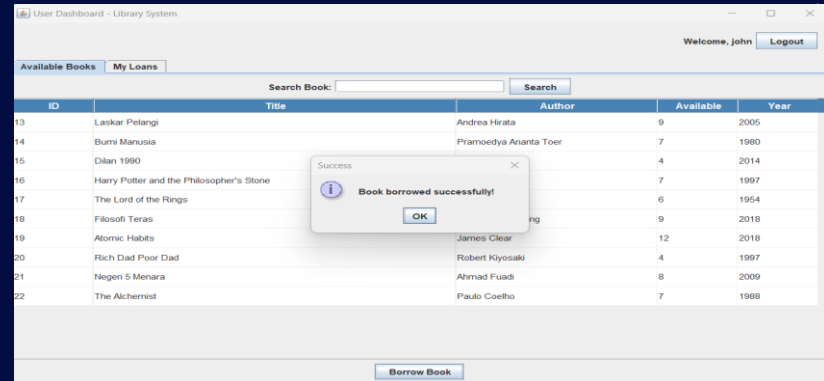 User Dashboard - Library System
Welcome, john Logout
Available Books My Loans
Search Book: Search
ID Title Author Available Year
13 Laskar Pelangi Andrea Hirata 9 2005
14 Bumi Manusia Pramoedya Ananta Toer 7 1980
15 Dilan 1990 4 2014
Success
16 Harry Potter and the Philosopher's Stone 7 1997
Book borrowed successfully!
17 The Lord of the Rings 6 1954
OK
18 Filosofi Teras ng 9 2018
19 Atomic Habits James Clear 12 2018
20 Rich Dad Poor Dad Robert Kiyosaki 4 1997
21 Negeri 5 Menara Ahmad Fuadi 8 2009
22 The Alchemist Paulo Coelho 7 1988
Borrow Book